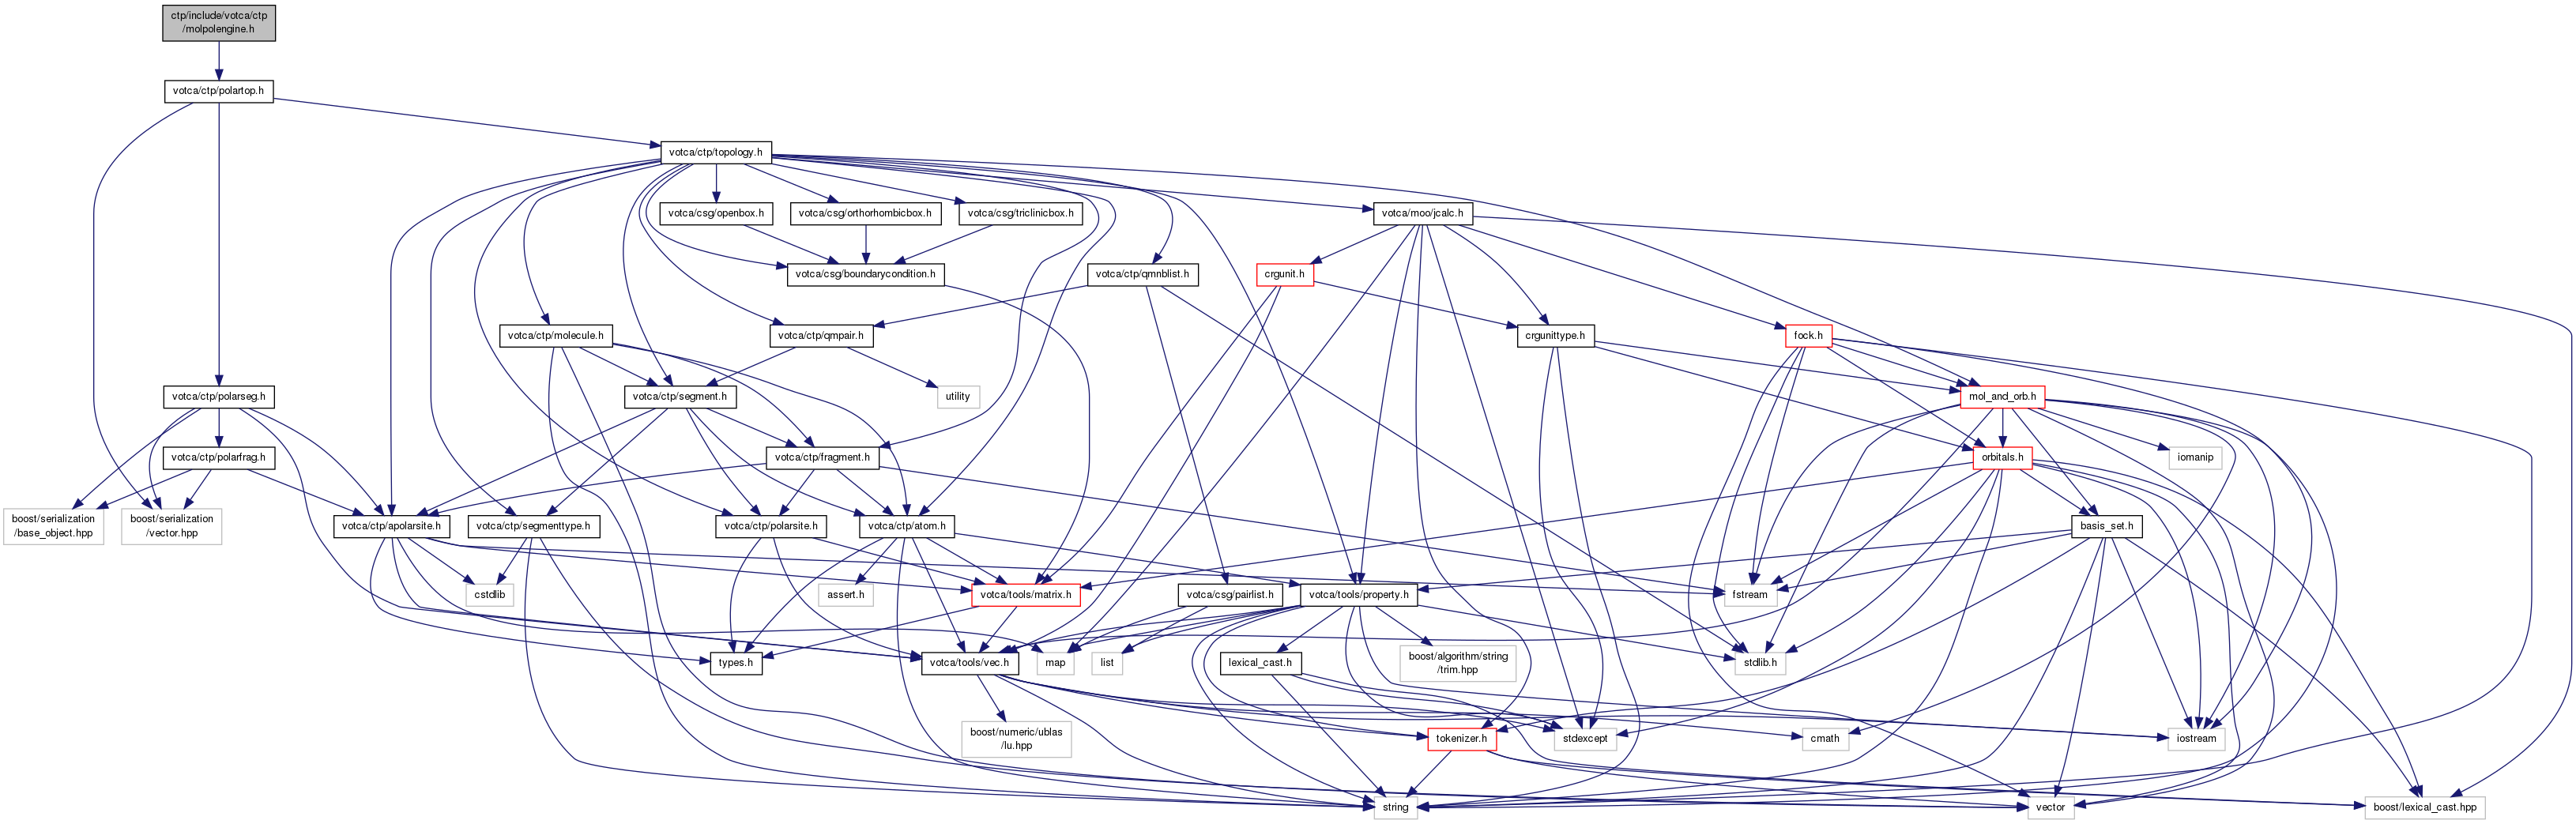 ctp/include/votca/ctp
/molpolengine.h
votca/ctp/polartop.h
votca/ctp/topology.h
votca/csg/openbox.h
votca/csg/orthorhombicbox.h
votca/csg/triclinicbox.h
votca/moo/jcalc.h
votca/csg/boundarycondition.h
votca/ctp/qmnblist.h
crgunit.h
votca/ctp/molecule.h
votca/ctp/qmpair.h
crgunittype.h
fock.h
votca/ctp/polarseg.h
votca/ctp/segment.h
utility
mol_and_orb.h
votca/ctp/polarfrag.h
votca/ctp/fragment.h
orbitals.h
iomanip
boost/serialization
/base_object.hpp
boost/serialization
/vector.hpp
votca/ctp/apolarsite.h
votca/ctp/segmenttype.h
votca/ctp/polarsite.h
votca/ctp/atom.h
basis_set.h
cstdlib
assert.h
votca/tools/matrix.h
votca/csg/pairlist.h
votca/tools/property.h
fstream
types.h
votca/tools/vec.h
map
list
lexical_cast.h
boost/algorithm/string
/trim.hpp
stdlib.h
boost/numeric/ublas
/lu.hpp
tokenizer.h
stdexcept
cmath
iostream
string
vector
boost/lexical_cast.hpp